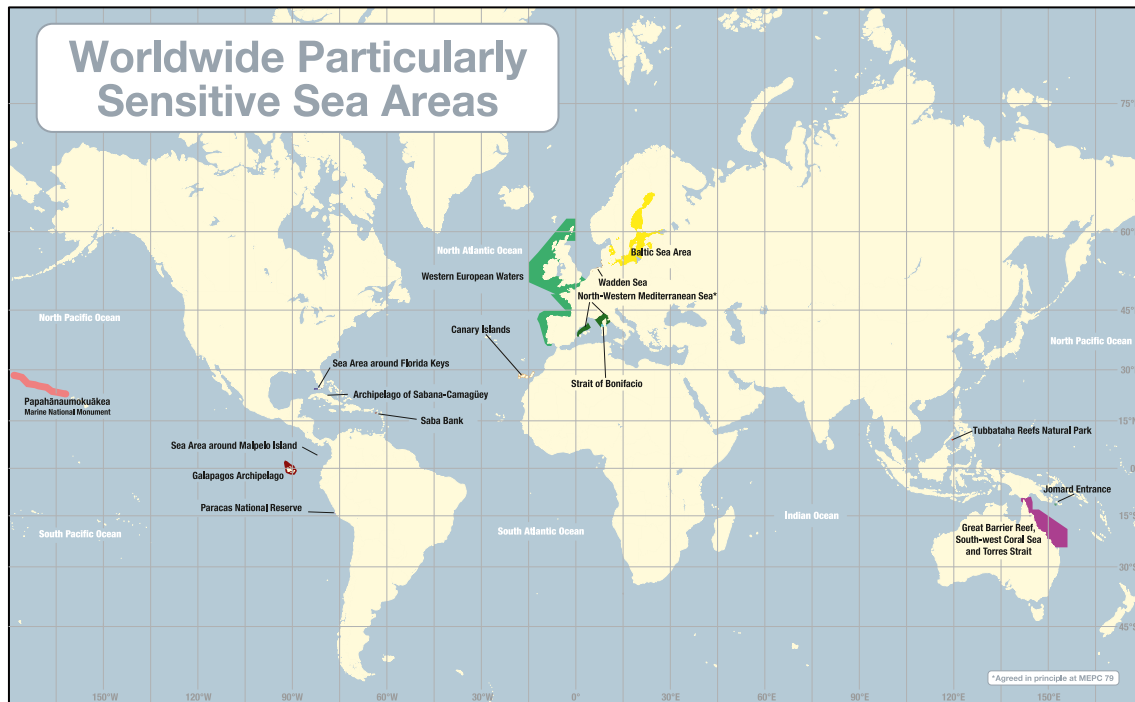 Worldwide Particularly
Sensitive Sea Areas
75°
60°
North Atlantic Ocean
Baltic Sea Area
Western European Waters
Wadden Sea
North-Western Mediterranean Sea*
45°
North Pacific Ocean
Canary Islands
North Pacific Ocean
Sea Area around Florida Keys
30°
Strait of Bonifacio
Archipelago of Sabana-Camagüey
Papahānaumokuākea
Marine National Monument
Saba Bank
15°
Tubbataha Reefs Natural Park
Sea Area around Malpelo Island
0°
Galapagos Archipelago
Jomard Entrance
Paracas National Reserve
15°S
Indian Ocean
South Pacific Ocean
South Atlantic Ocean
Great Barrier Reef,
South-west Coral Sea
and Torres Strait
30°S
45°S
*Agreed in principle at MEPC 79
150°W
90°W
60°W
30°W
0°
30°E
60°E
90°E
120°E
150°E